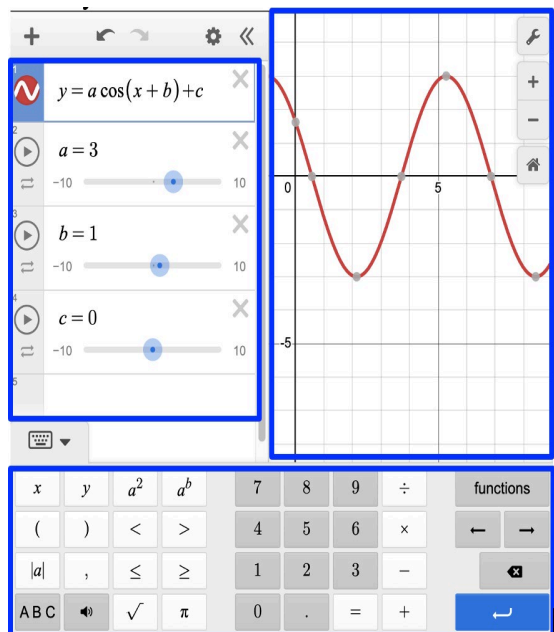 1
y = a cos(x + b) + c
2
a = 3
-10 10
3
b = 1
-10 10
4
c = 0
-10 10
5
0 5
-5
x y a² aᵇ 7 8 9 ÷ functions
( ) < > 4 5 6 × ← →
|a| , ≤ ≥ 1 2 3 −
A B C √ π 0 . = +